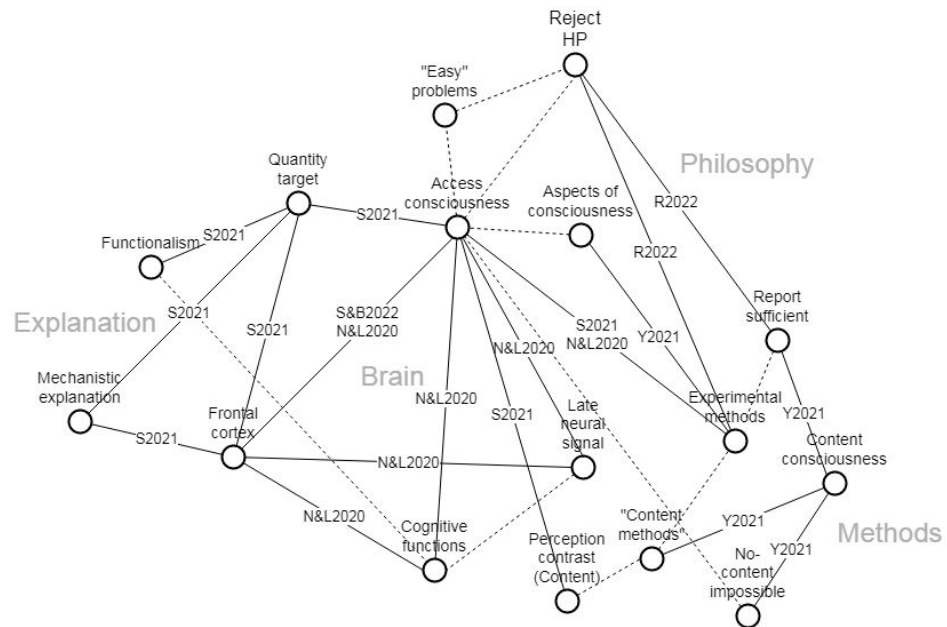 Reject
HP
"Easy"
problems
Philosophy
Quantity
target
Access
consciousness
Aspects of
consciousness
R2022
S2021
Functionalism
S2021
R2022
Explanation
S2021
S2021
S&B2022
N&L2020
N&L2020
S2021
N&L2020
Y2021
Report
sufficient
Brain
Mechanistic
explanation
N&L2020
S2021
Late
neural
signal
Experimental
methods
Y2021
Frontal
cortex
S2021
N&L2020
Content
consciousness
N&L2020
Cognitive
functions
Perception
contrast
(Content)
"Content
methods"
Y2021
Y2021
No-
content
impossible
Methods